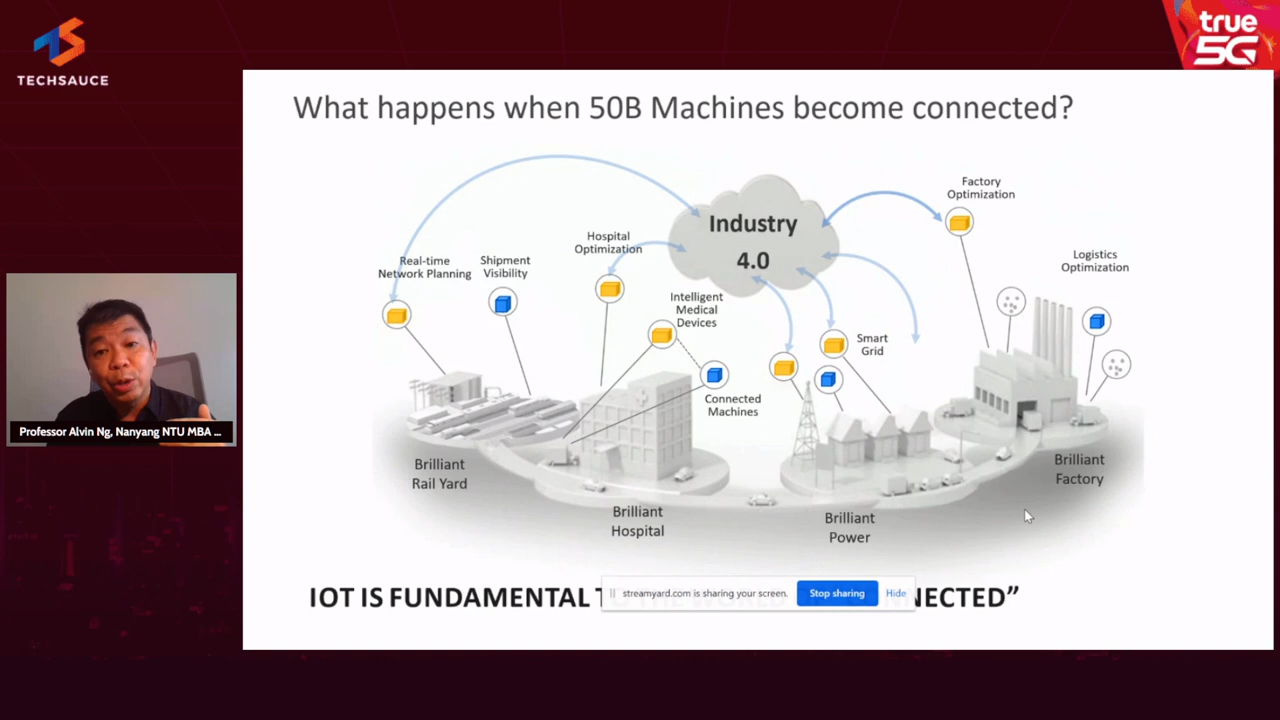 TECHSAUCE
true
5G
What happens when 50B Machines become connected?
Industry
4.0
Factory
Optimization
Hospital
Optimization
Real-time
Network Planning
Shipment
Visibility
Logistics
Optimization
Intelligent
Medical
Devices
Smart
Grid
Connected
Machines
Brilliant
Rail Yard
Brilliant
Hospital
Brilliant
Power
Brilliant
Factory
Professor Alvin Ng, Nanyang NTU MBA ...
IOT IS FUNDAMENTAL NECTED”
streamyard.com is sharing your screen.
Stop sharing
Hide